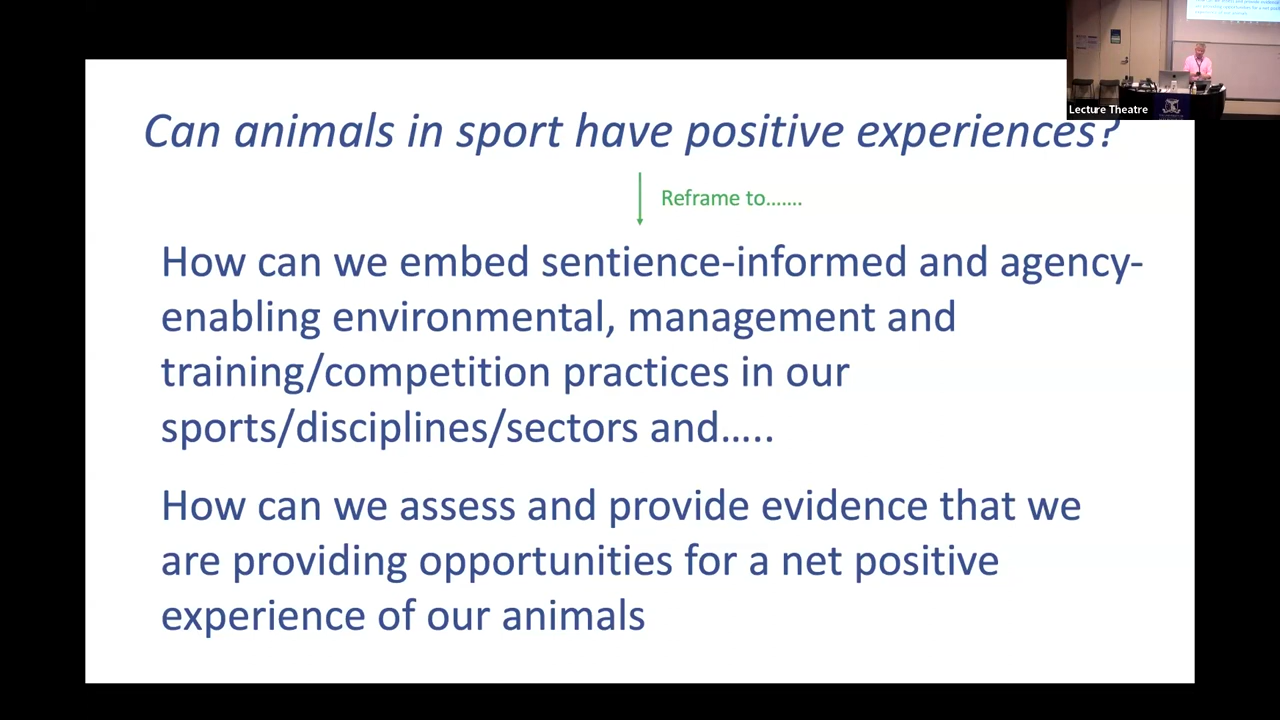 Can animals in sport have positive experiences?
Reframe to.......
How can we embed sentience-informed and agency-
enabling environmental, management and
training/competition practices in our
sports/disciplines/sectors and.....
How can we assess and provide evidence that we
are providing opportunities for a net positive
experience of our animals
Lecture Theatre